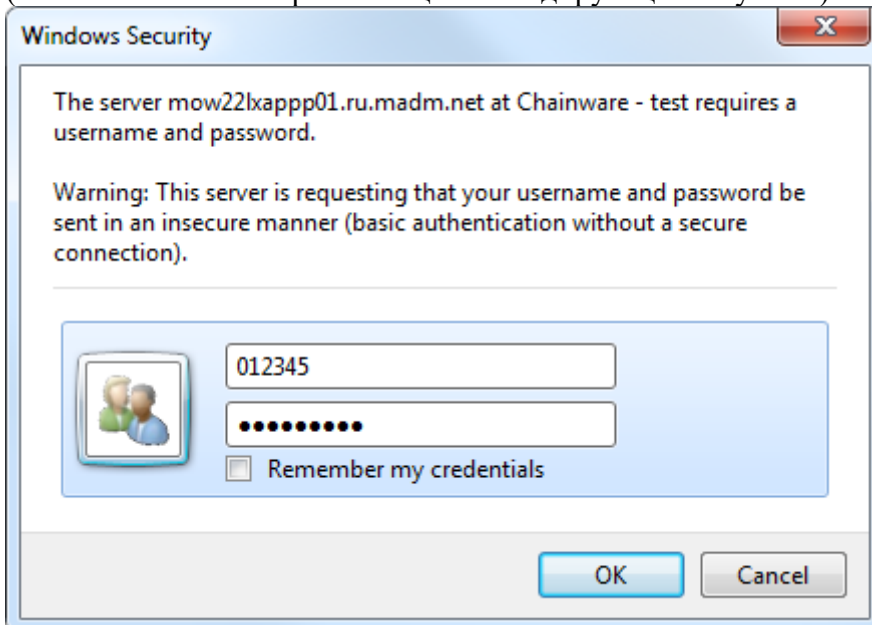 Windows Security
The server mow22lxappp01.ru.madm.net at Chainware - test requires a
username and password.
Warning: This server is requesting that your username and password be
sent in an insecure manner (basic authentication without a secure
connection).
012345
●●●●●●●●●
Remember my credentials
OK
Cancel